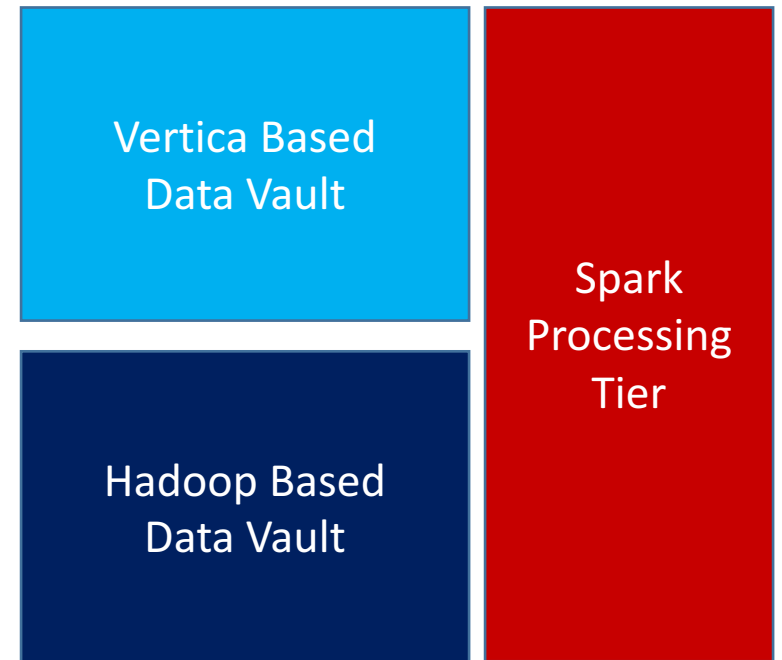 Vertica Based
Data Vault
Spark
Processing
Tier
Hadoop Based
Data Vault